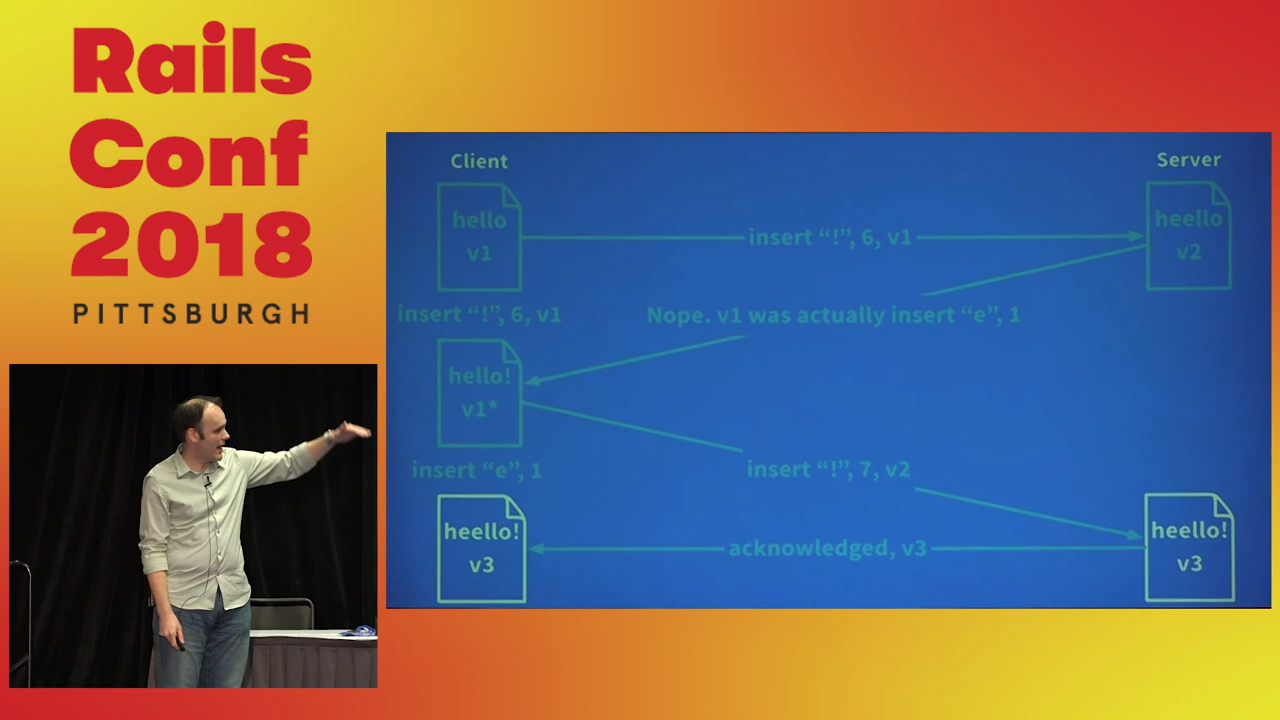 Rails
Conf
2018
PITTSBURGH
Client
Server
hello
v1
insert “!”, 6, v1
heello
v2
insert “!”, 6, v1
Nope. v1 was actually insert “e”, 1
hello!
v1*
insert “e”, 1
insert “!”, 7, v2
heello!
v3
acknowledged, v3
heello!
v3